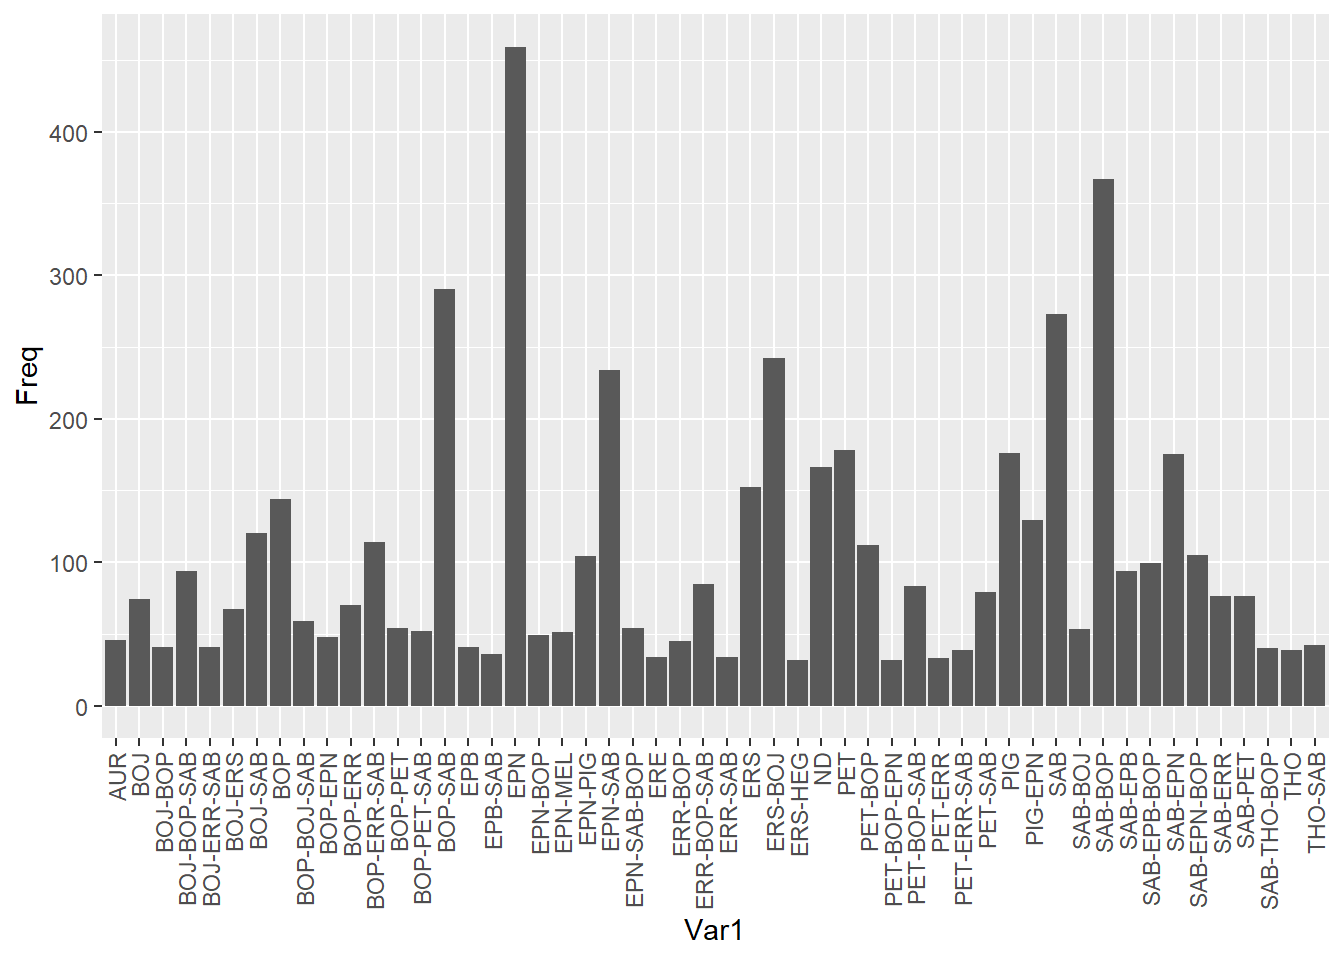 400
300
200
100
0
Freq
AUR
BOJ
BOJ-BOP
BOJ-BOP-SAB
BOJ-ERR-SAB
BOJ-ERS
BOJ-SAB
BOP
BOP-BOJ-SAB
BOP-EPN
BOP-ERR
BOP-ERR-SAB
BOP-PET
BOP-PET-SAB
BOP-SAB
EPB
EPB-SAB
EPN
EPN-BOP
EPN-MEL
EPN-PIG
EPN-SAB
EPN-SAB-BOP
ERE
ERR-BOP
ERR-BOP-SAB
ERR-SAB
ERS
ERS-BOJ
ERS-HEG
ND
PET
PET-BOP
PET-BOP-EPN
PET-BOP-SAB
PET-ERR
PET-ERR-SAB
PET-SAB
PIG
PIG-EPN
SAB
SAB-BOJ
SAB-BOP
SAB-EPB
SAB-EPB-BOP
SAB-EPN
SAB-EPN-BOP
SAB-ERR
SAB-PET
SAB-THO-BOP
THO
THO-SAB
Var1